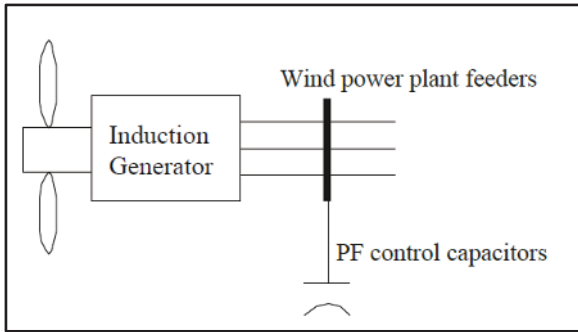 Wind power plant feeders
Induction
Generator
PF control capacitors